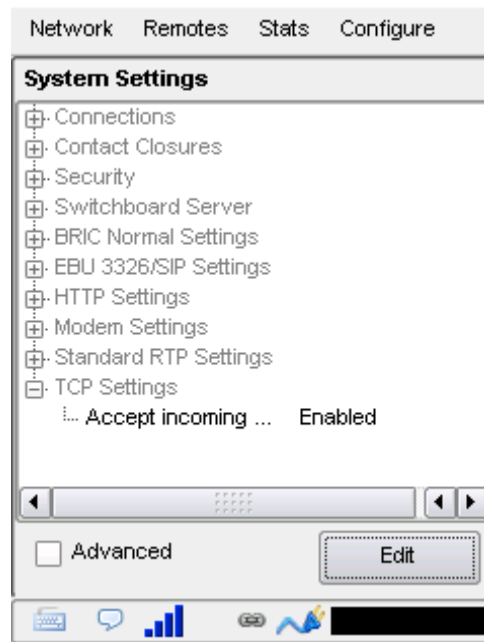 Network Remotes Stats Configure
System Settings
Connections
Contact Closures
Security
Switchboard Server
BRIC Normal Settings
EBU 3326/SIP Settings
HTTP Settings
Modem Settings
Standard RTP Settings
TCP Settings
Accept incoming ... Enabled
Advanced Edit